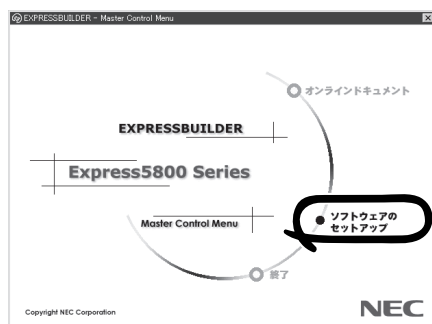 EXPRESSBUILDER - Master Control Menu
オンラインドキュメント
EXPRESSBUILDER
Express5800 Series
Master Control Menu
ソフトウェアの
セットアップ
終了
Copyright NEC Corporation
NEC